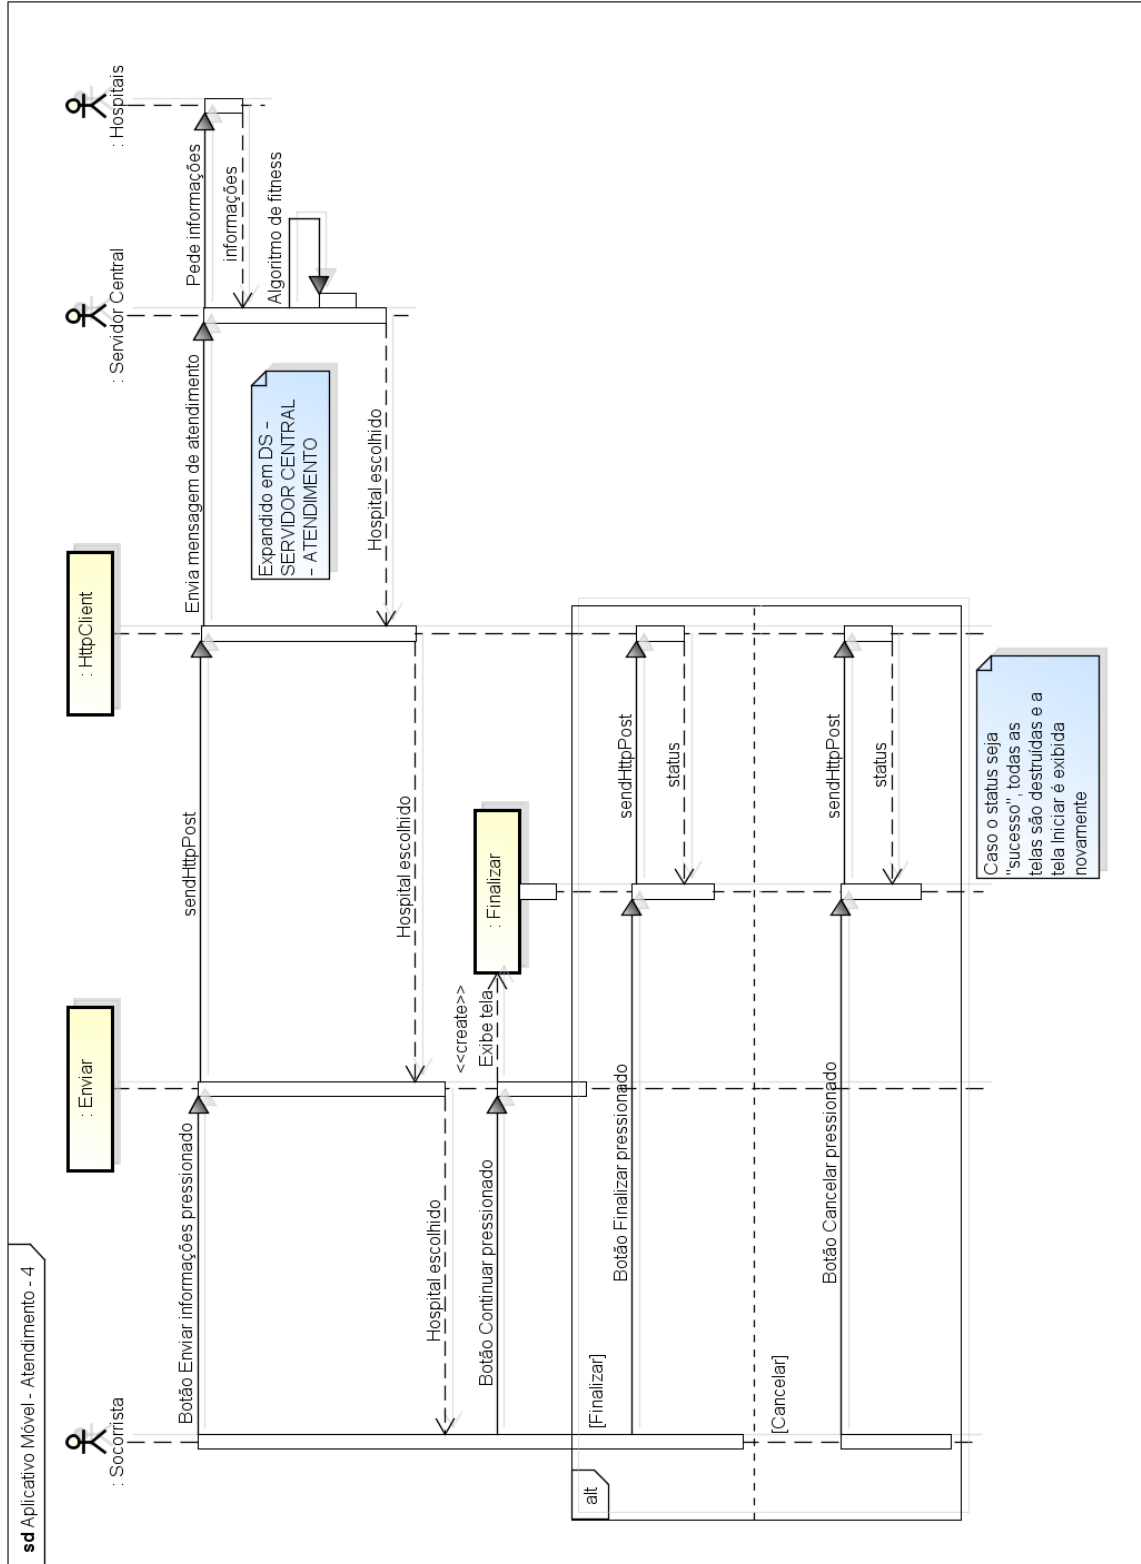 sd Aplicativo Móvel - Atendimento - 4
: Socorrista
: Enviar
: HttpClient
: Servidor Central
: Hospitais
Botão Enviar informações pressionado
sendHttpPost
Envia mensagem de atendimento
Pede informações
informações
Algoritmo de fitness
Expandido em DS -
SERVIDOR CENTRAL
- ATENDIMENTO
Hospital escolhido
Hospital escolhido
Hospital escolhido
Botão Continuar pressionado
<<create>>
Exibe tela
: Finalizar
alt
[Finalizar]
Botão Finalizar pressionado
sendHttpPost
status
[Cancelar]
Botão Cancelar pressionado
sendHttpPost
status
Caso o status seja
"sucesso", todas as
telas são destruídas e a
tela Iniciar é exibida
novamente